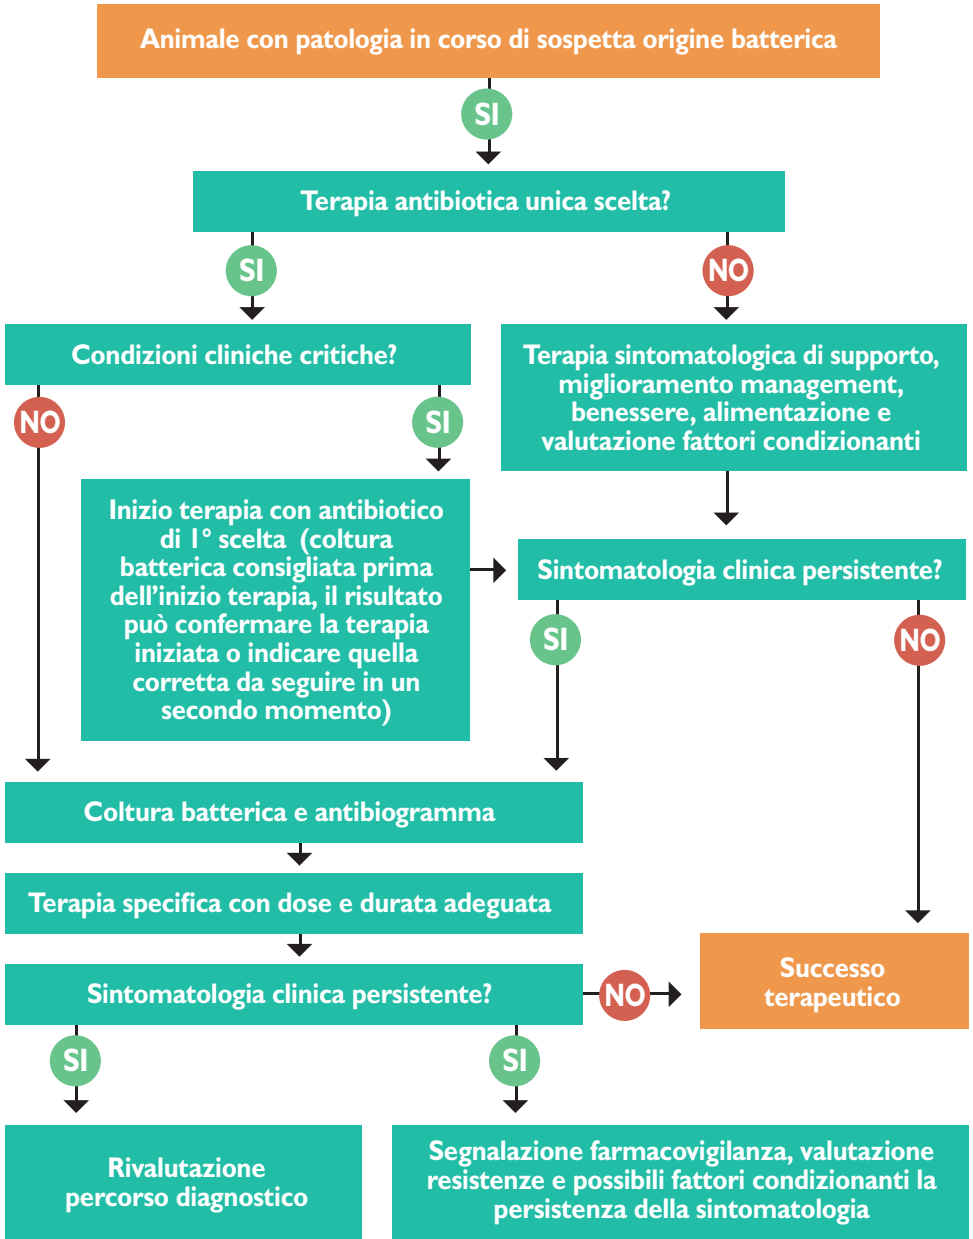 Animale con patologia in corso di sospetta origine batterica
SI
Terapia antibiotica unica scelta?
SI
NO
Condizioni cliniche critiche?
Terapia sintomatologica di supporto,
miglioramento management,
benessere, alimentazione e
valutazione fattori condizionanti
NO
SI
Inizio terapia con antibiotico
di 1° scelta (coltura
batterica consigliata prima
dell’inizio terapia, il risultato
può confermare la terapia
iniziata o indicare quella
corretta da seguire in un
secondo momento)
Sintomatologia clinica persistente?
SI
NO
Coltura batterica e antibiogramma
Terapia specifica con dose e durata adeguata
Sintomatologia clinica persistente?
NO
Successo
terapeutico
SI
SI
Rivalutazione
percorso diagnostico
Segnalazione farmacovigilanza, valutazione
resistenze e possibili fattori condizionanti la
persistenza della sintomatologia